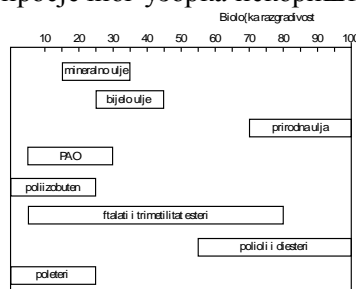 Biolo(ka razgradivost
10 20 30 40 50 60 70 80 90 100
mineralno ulje
bijelo ulje
prirodna ulja
PAO
poliizobuten
ftalati i trimetilitat esteri
polioli i diesteri
poleteri